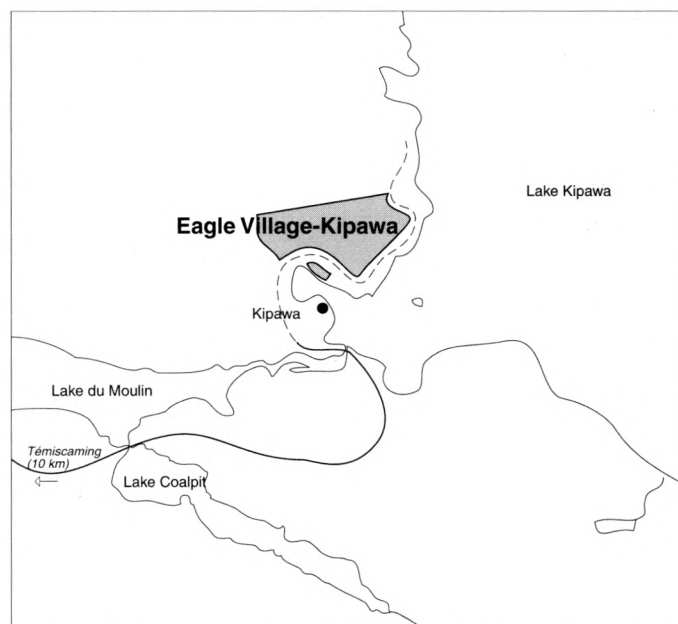 Lake Kipawa
Eagle Village-Kipawa
Kipawa
Lake du Moulin
Témiscaming
(10 km)
Lake Coalpit